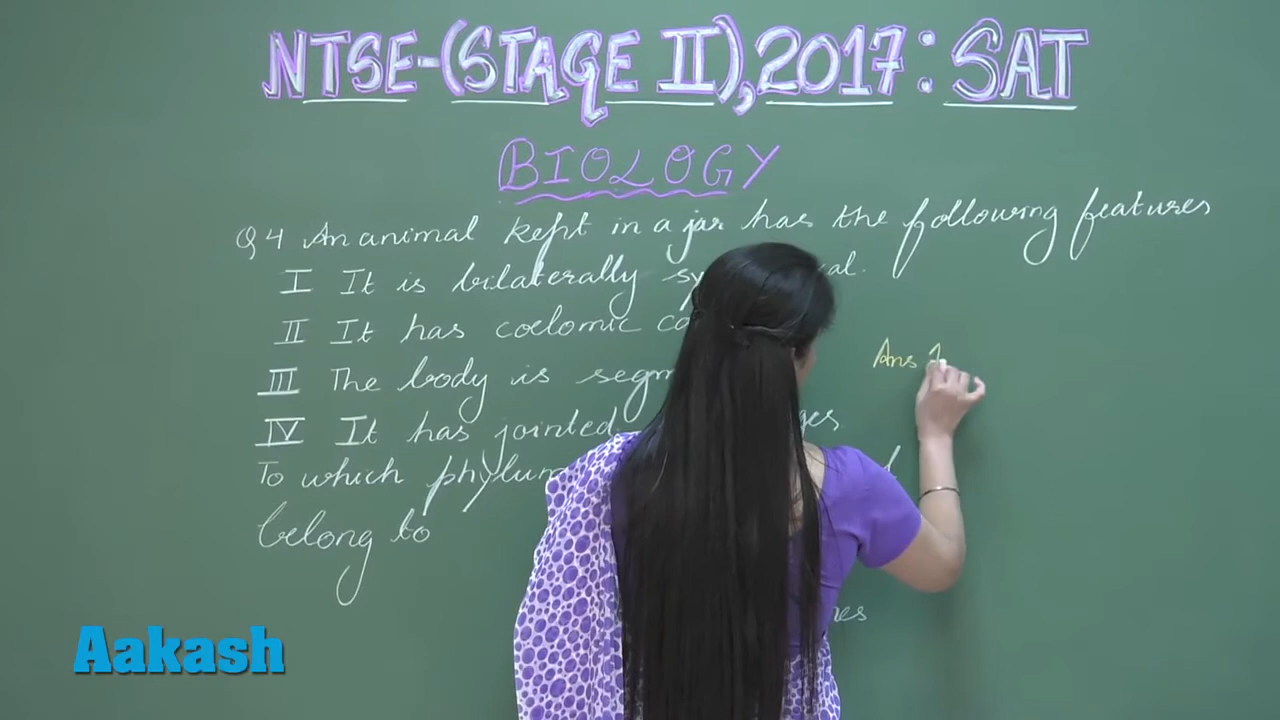 NTSE-(STAGE II), 2017: SAT
BIOLOGY
Q4 An animal kept in a jar has the following features
I It is bilaterally
II It has coelomic
III The body is
IV It has jointed
To which
belong to
Ans
Aakash